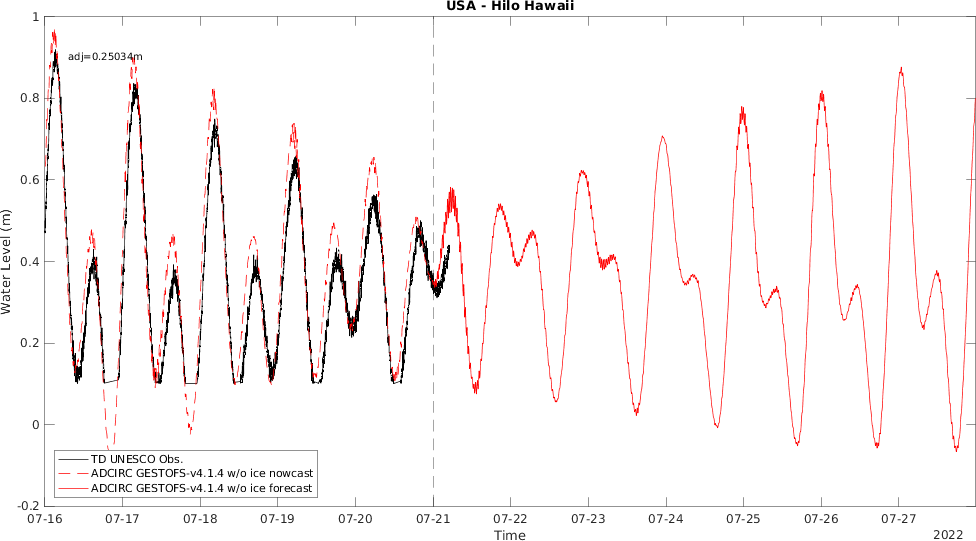 USA - Hilo Hawaii
adj=0.25034m
Water Level (m)
1
0.8
0.6
0.4
0.2
0
-0.2
TD UNESCO Obs.
ADCIRC GESTOFS-v4.1.4 w/o ice nowcast
ADCIRC GESTOFS-v4.1.4 w/o ice forecast
07-16 07-17 07-18 07-19 07-20 07-21 07-22 07-23 07-24 07-25 07-26 07-27
Time
2022